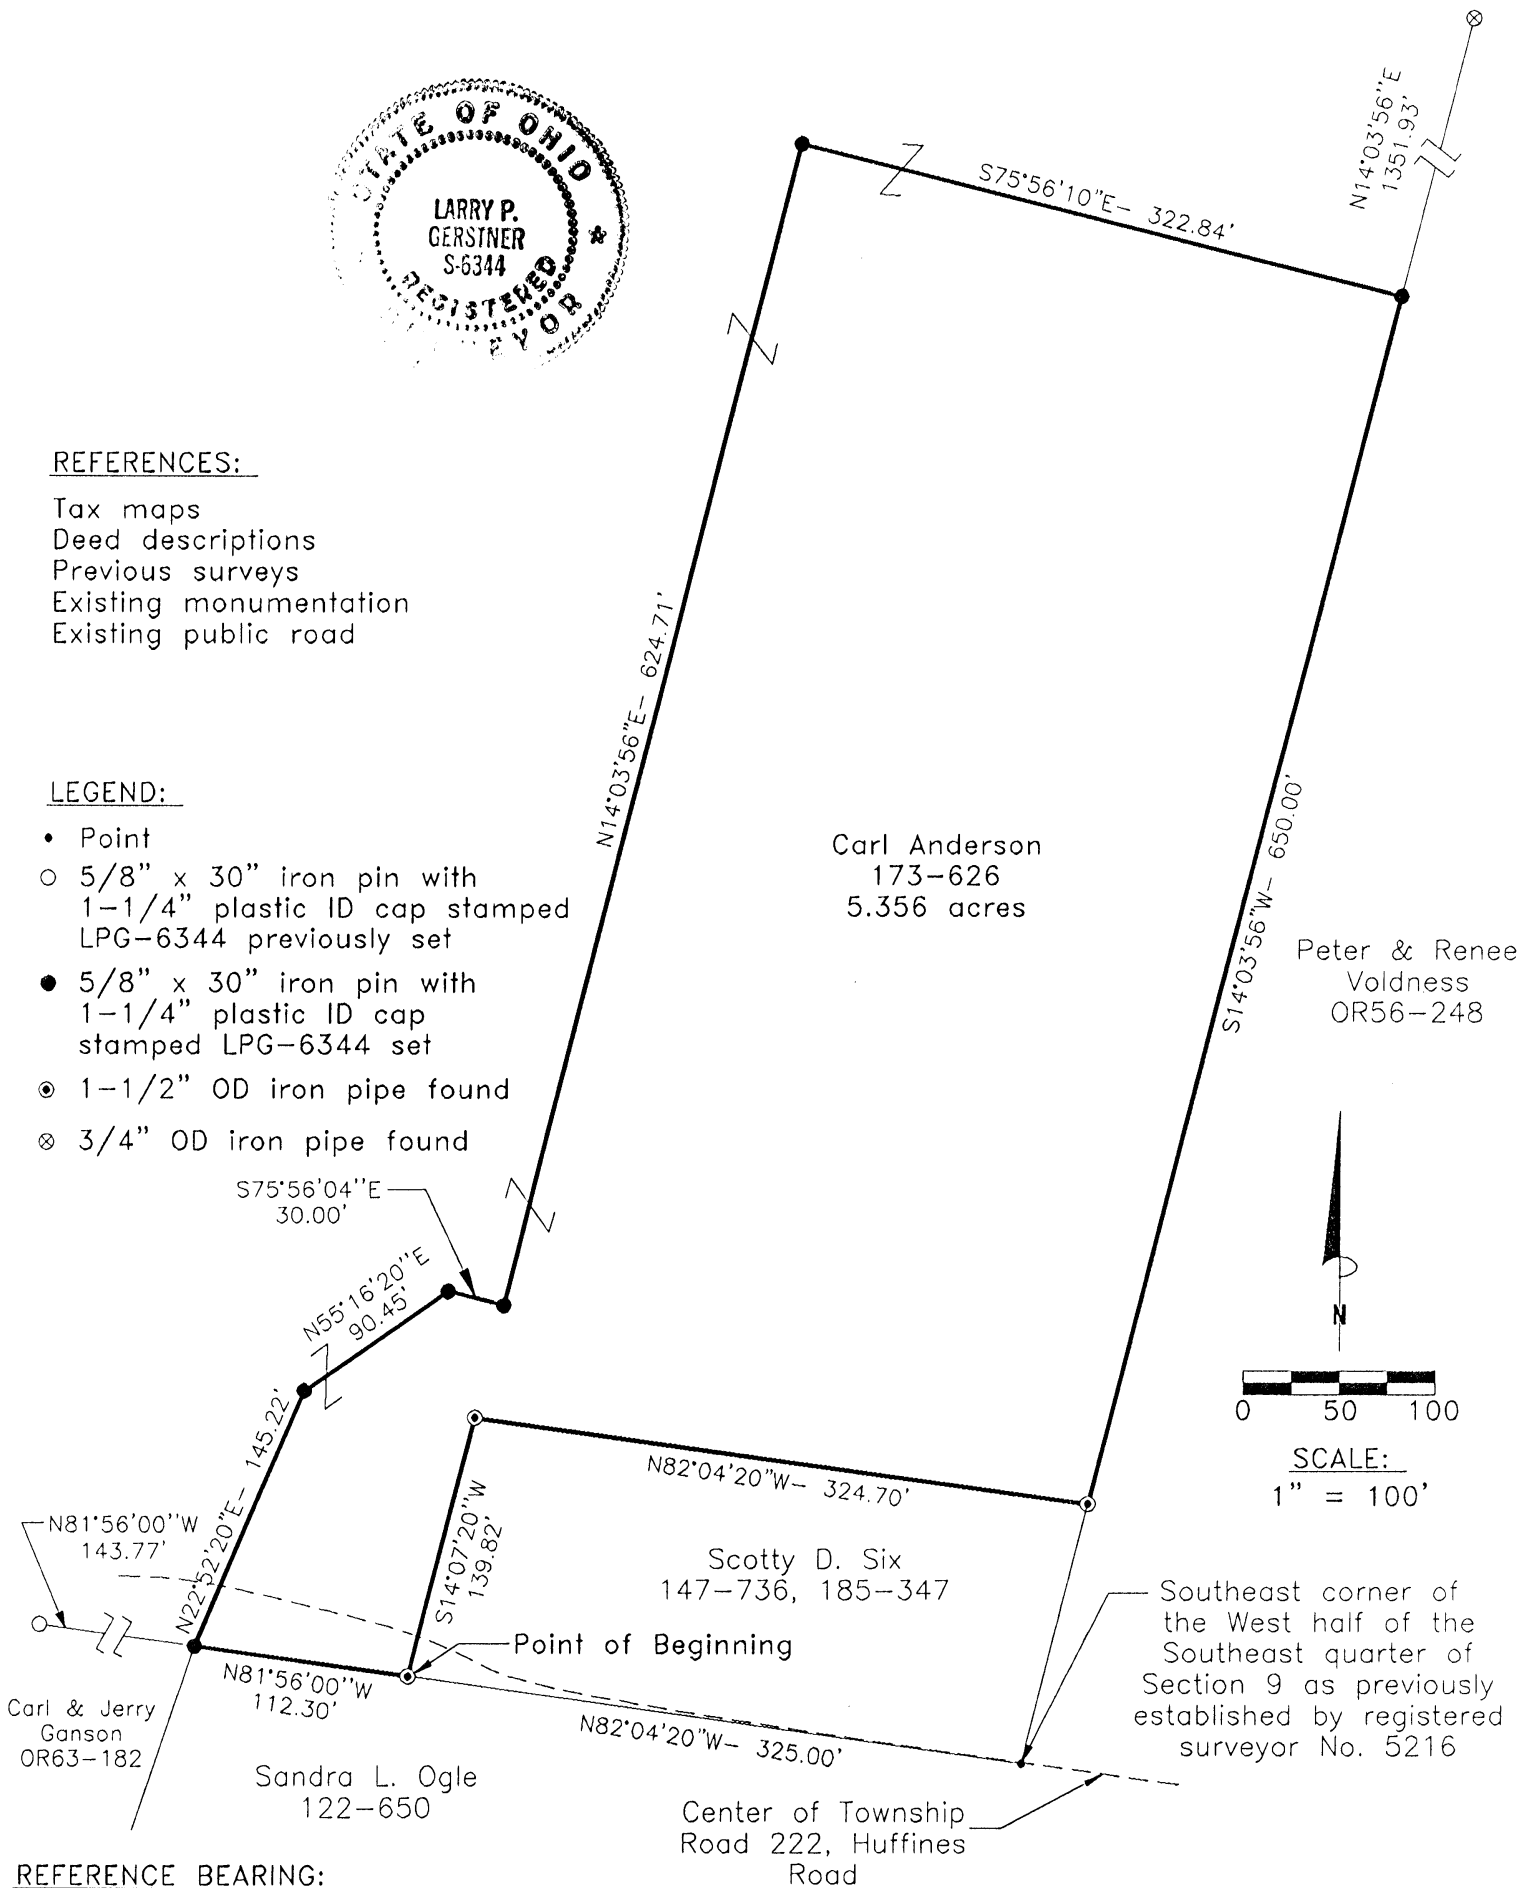 STATE OF OHIO
LARRY P.
GERSTNER
S-6344
REGISTERED
N14°03'56"E
1351.93'
S75°56'10"E- 322.84'
REFERENCES:
Tax maps
Deed descriptions
Previous surveys
Existing monumentation
Existing public road
N14°03'56"E- 624.71'
LEGEND:
Point
5/8" x 30" iron pin with
1-1/4" plastic ID cap stamped
LPG-6344 previously set
5/8" x 30" iron pin with
1-1/4" plastic ID cap
stamped LPG-6344 set
1-1/2" OD iron pipe found
3/4" OD iron pipe found
Carl Anderson
173-626
5.356 acres
S14°03'56"W- 650.00'
Peter & Renee
Voldness
OR56-248
S75°56'04"E
30.00'
N55°16'20"E
90.45'
N
0 50 100
SCALE:
1" = 100'
N22°52'20"E- 145.22'
N82°04'20"W- 324.70'
S14°07'20"W
139.82'
N81°56'00"W
143.77'
Scotty D. Six
147-736, 185-347
Southeast corner of
the West half of the
Southeast quarter of
Section 9 as previously
established by registered
surveyor No. 5216
Point of Beginning
N81°56'00"W
112.30'
Carl & Jerry
Ganson
OR63-182
N82°04'20"W- 325.00'
Sandra L. Ogle
122-650
Center of Township
Road 222, Huffines
Road
REFERENCE BEARING: